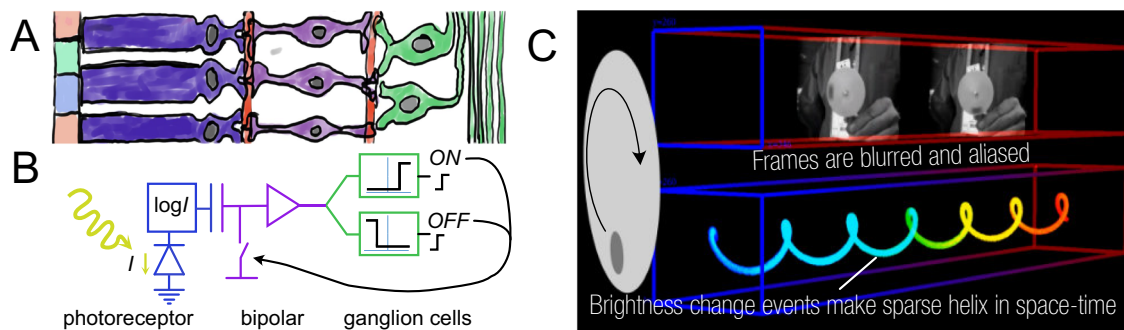 A
B
logI
I
ON
OFF
photoreceptor
bipolar
ganglion cells
C
Frames are blurred and aliased
Brightness change events make sparse helix in space-time